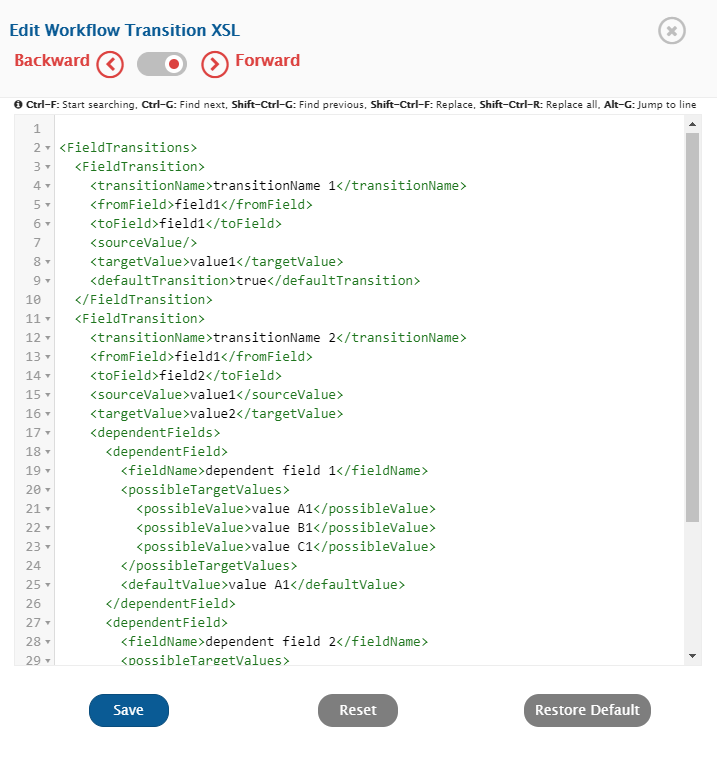 Edit Workflow Transition XSL
Backward Forward
Ctrl-F: Start searching, Ctrl-G: Find next, Shift-Ctrl-G: Find previous, Shift-Ctrl-F: Replace, Shift-Ctrl-R: Replace all, Alt-G: Jump to line
1
2 <FieldTransitions>
3 <FieldTransition>
4 <transitionName>transitionName 1</transitionName>
5 <fromField>field1</fromField>
6 <toField>field1</toField>
7 <sourceValue/>
8 <targetValue>value1</targetValue>
9 <defaultTransition>true</defaultTransition>
10 </FieldTransition>
11 <FieldTransition>
12 <transitionName>transitionName 2</transitionName>
13 <fromField>field1</fromField>
14 <toField>field2</toField>
15 <sourceValue>value1</sourceValue>
16 <targetValue>value2</targetValue>
17 <dependentFields>
18 <dependentField>
19 <fieldName>dependent field 1</fieldName>
20 <possibleTargetValues>
21 <possibleValue>value A1</possibleValue>
22 <possibleValue>value B1</possibleValue>
23 <possibleValue>value C1</possibleValue>
24 </possibleTargetValues>
25 <defaultValue>value A1</defaultValue>
26 </dependentField>
27 <dependentField>
28 <fieldName>dependent field 2</fieldName>
29 <possibleTargetValues>
Save Reset Restore Default